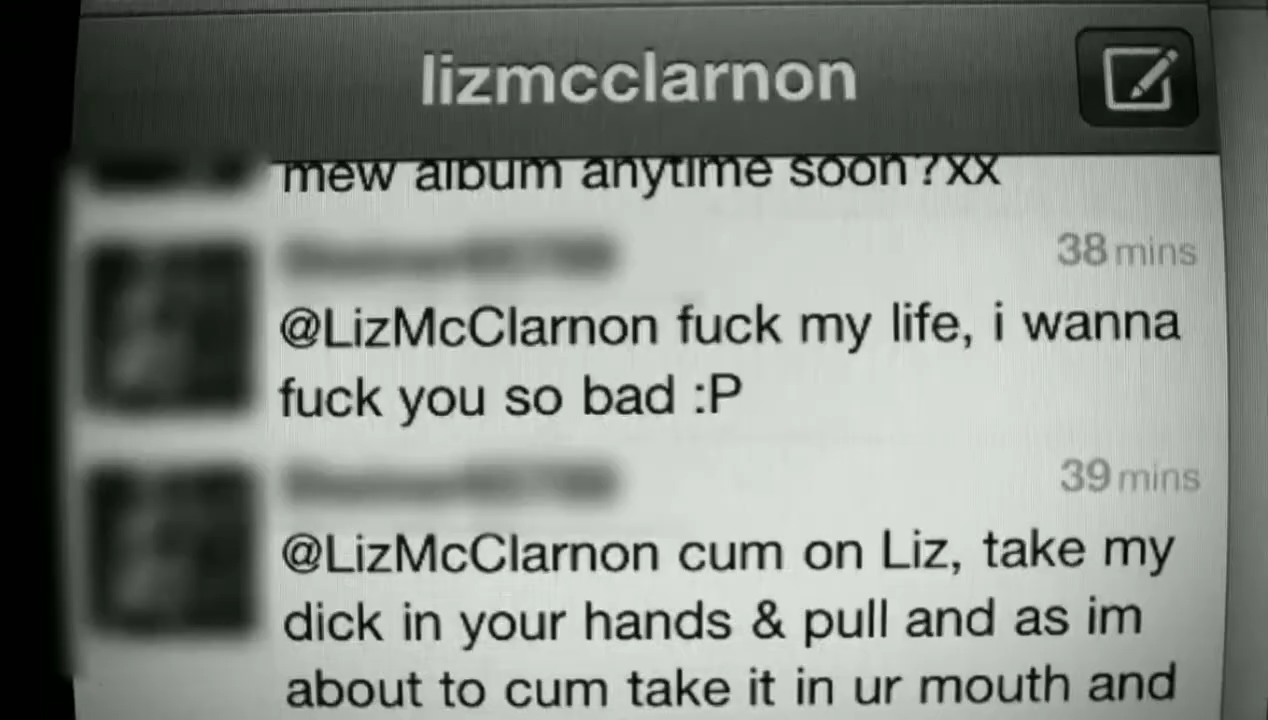 lizmcclarnon
mew album anytime soon?xx
38 mins
@LizMcClarnon fuck my life, i wanna
fuck you so bad :P
39 mins
@LizMcClarnon cum on Liz, take my
dick in your hands & pull and as im
about to cum take it in ur mouth and